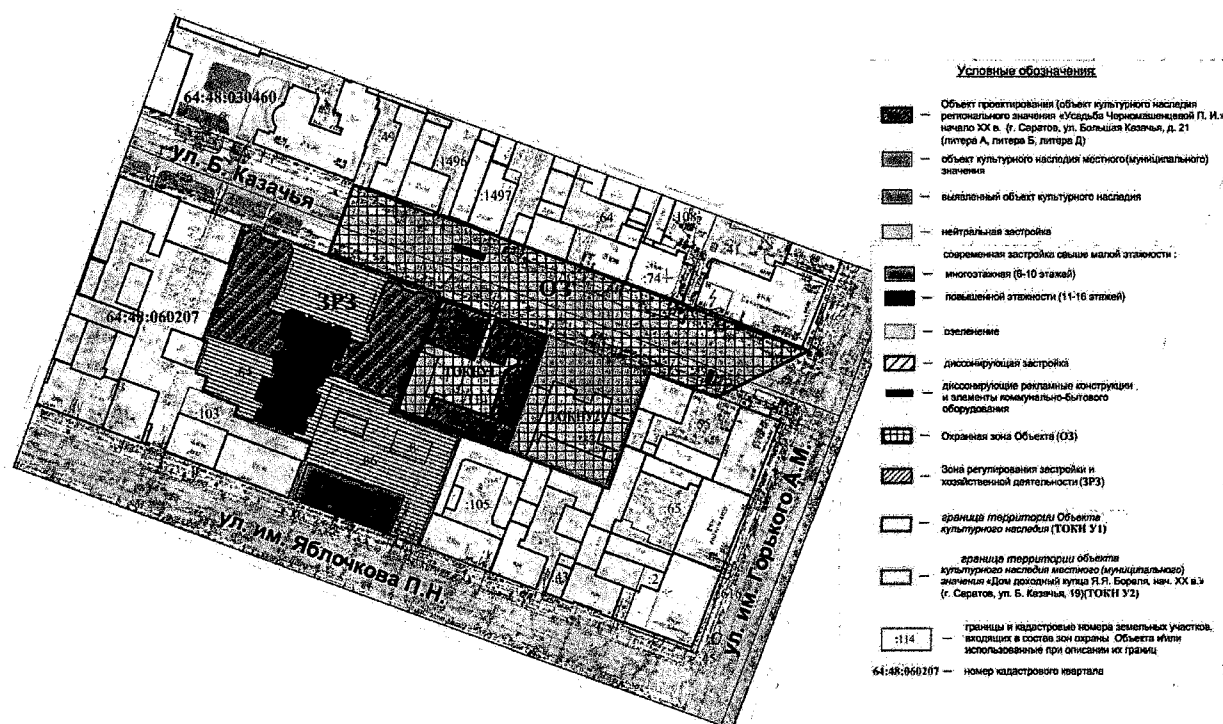 64:48:030460
ул. Б. Казачья
:49
:1496
:1497
:64
:108
:74
:41
ЗРЗ
ОЗ
64:48:060207
ТОКНУ1
ТОКНУ2
:103
:105
:65
:2
ул. им. Яблочкова П.Н.
ул. им. Горького А.М.
Условные обозначения:
Объект проектирования (объект культурного наследия
регионального значения «Усадьба Черномашенцевой П. И.»
начало XX в. (г. Саратов, ул. Большая Казачья, д. 21
(литера А, литера Б, литера Д)
— объект культурного наследия местного(муниципального)
значения
— выявленный объект культурного наследия
— нейтральная застройка
современная застройка свыше малой этажности :
— многоэтажная (8-10 этажей)
— повышенной этажности (11-16 этажей)
— озеленение
— диссонирующая застройка
— диссонирующие рекламные конструкции
и элементы коммунально-бытового
оборудования
— Охранная зона Объекта (ОЗ)
— Зона регулирования застройки и
хозяйственной деятельности (ЗРЗ)
— граница территории Объекта
культурного наследия (ТОКН У1)
— граница территории объекта
культурного наследия местного (муниципального)
значения «Дом доходный купца Я.Я. Бореля, нач. XX в.»
(г. Саратов, ул. Б. Казачья, 19)(ТОКН У2)
:114 — границы и кадастровые номера земельных участков,
входящих в состав зон охраны Объекта и/или
использованные при описании их границ
64:48:060207 — номер кадастрового квартала